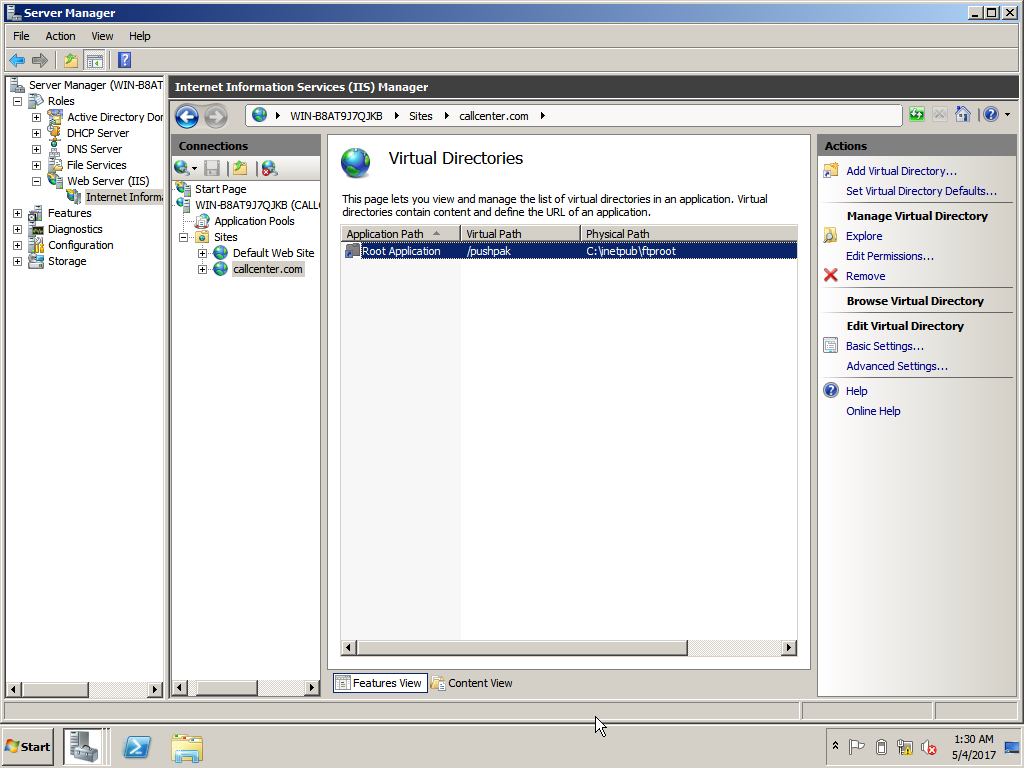 Server Manager
File Action View Help
Server Manager (WIN-B8AT
Roles
Active Directory Dor
DHCP Server
DNS Server
File Services
Web Server (IIS)
Internet Informa
Features
Diagnostics
Configuration
Storage
Internet Information Services (IIS) Manager
WIN-B8AT9J7QJKB Sites callcenter.com
Connections
Start Page
WIN-B8AT9J7QJKB (CALL
Application Pools
Sites
Default Web Site
callcenter.com
Virtual Directories
This page lets you view and manage the list of virtual directories in an application. Virtual
directories contain content and define the URL of an application.
Application Path Virtual Path Physical Path
Root Application /pushpak C:\inetpub\ftproot
Features View Content View
Actions
Add Virtual Directory...
Set Virtual Directory Defaults...
Manage Virtual Directory
Explore
Edit Permissions...
Remove
Browse Virtual Directory
Edit Virtual Directory
Basic Settings...
Advanced Settings...
Help
Online Help
Start
1:30 AM
5/4/2017